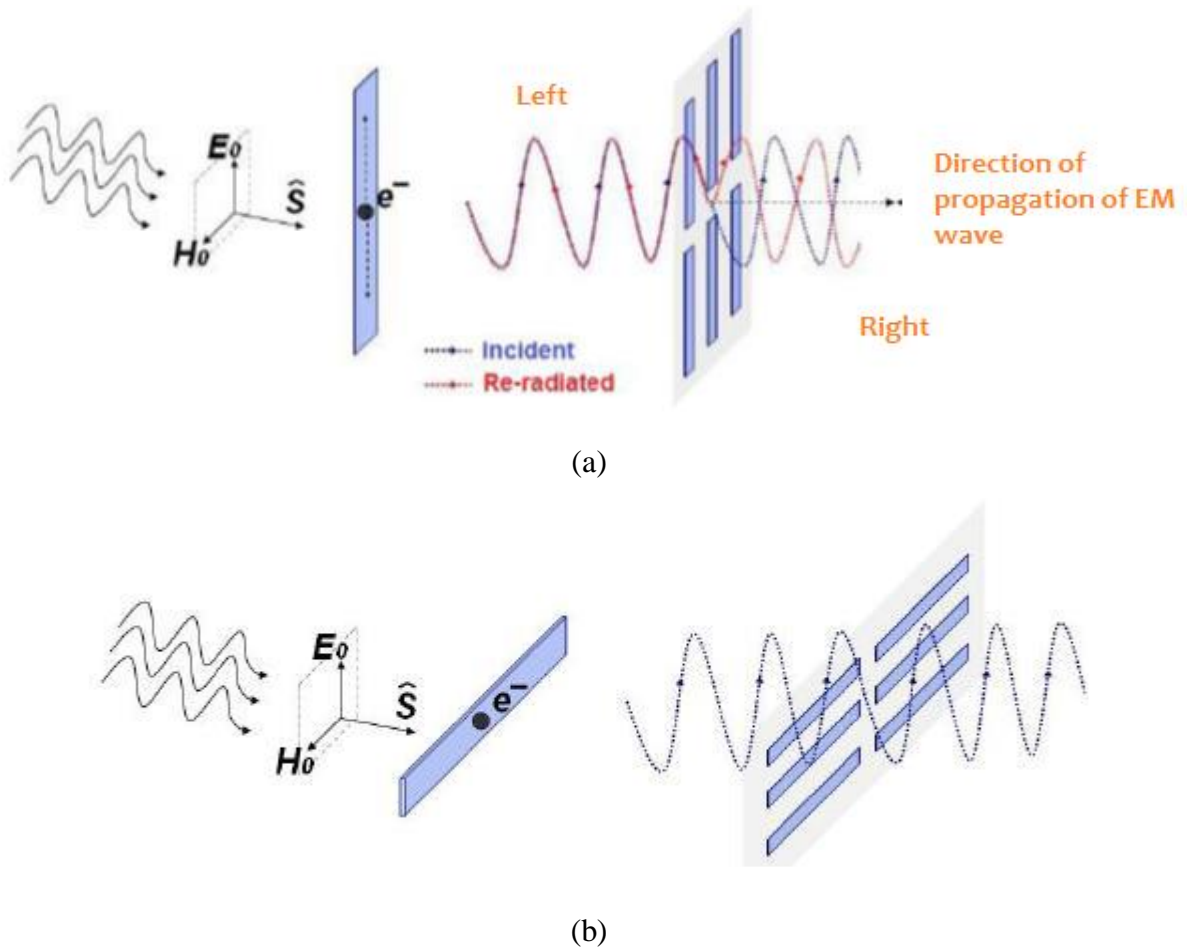 Left
E₀
Ŝ
H₀
e⁻
Direction of
propagation of EM
wave
Right
Incident
Re-radiated
(a)
E₀
Ŝ
H₀
e⁻
(b)